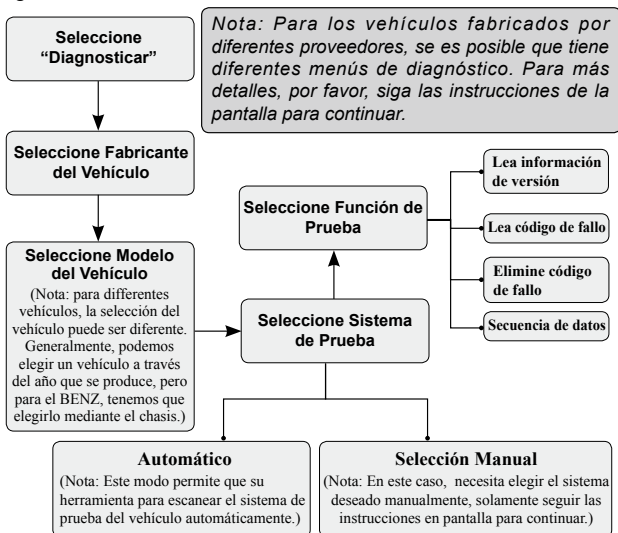 Seleccione
“Diagnosticar”
Nota: Para los vehículos fabricados por
diferentes proveedores, se es posible que tiene
diferentes menús de diagnóstico. Para más
detalles, por favor, siga las instrucciones de la
pantalla para continuar.
Seleccione Fabricante
del Vehículo
Seleccione Modelo
del Vehículo
(Nota: para differentes
vehículos, la selección del
vehículo puede ser diferente.
Generalmente, podemos
elegir un vehículo a través
del año que se produce, pero
para el BENZ, tenemos que
elegirlo mediante el chasis.)
Seleccione Función de
Prueba
Seleccione Sistema
de Prueba
Lea información
de versión
Lea código de fallo
Elimine código
de fallo
Secuencia de datos
Automático
(Nota: Este modo permite que su
herramienta para escanear el sistema de
prueba del vehículo automáticamente.)
Selección Manual
(Nota: En este caso, necesita elegir el sistema
deseado manualmente, solamente seguir las
instrucciones en pantalla para continuar.)